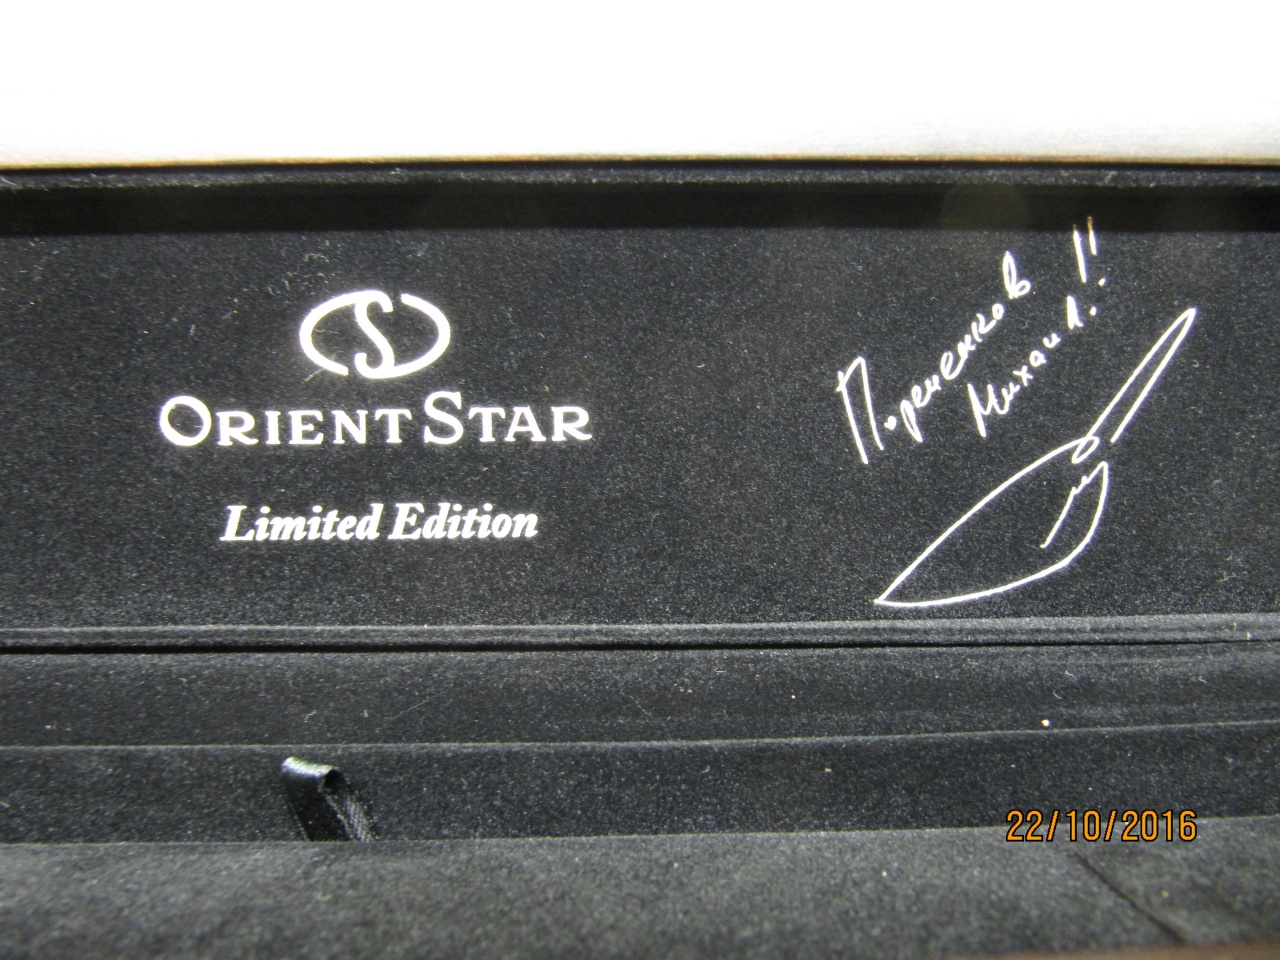 ORIENT STAR
Limited Edition
Пореченков
Михаил!!
22/10/2016